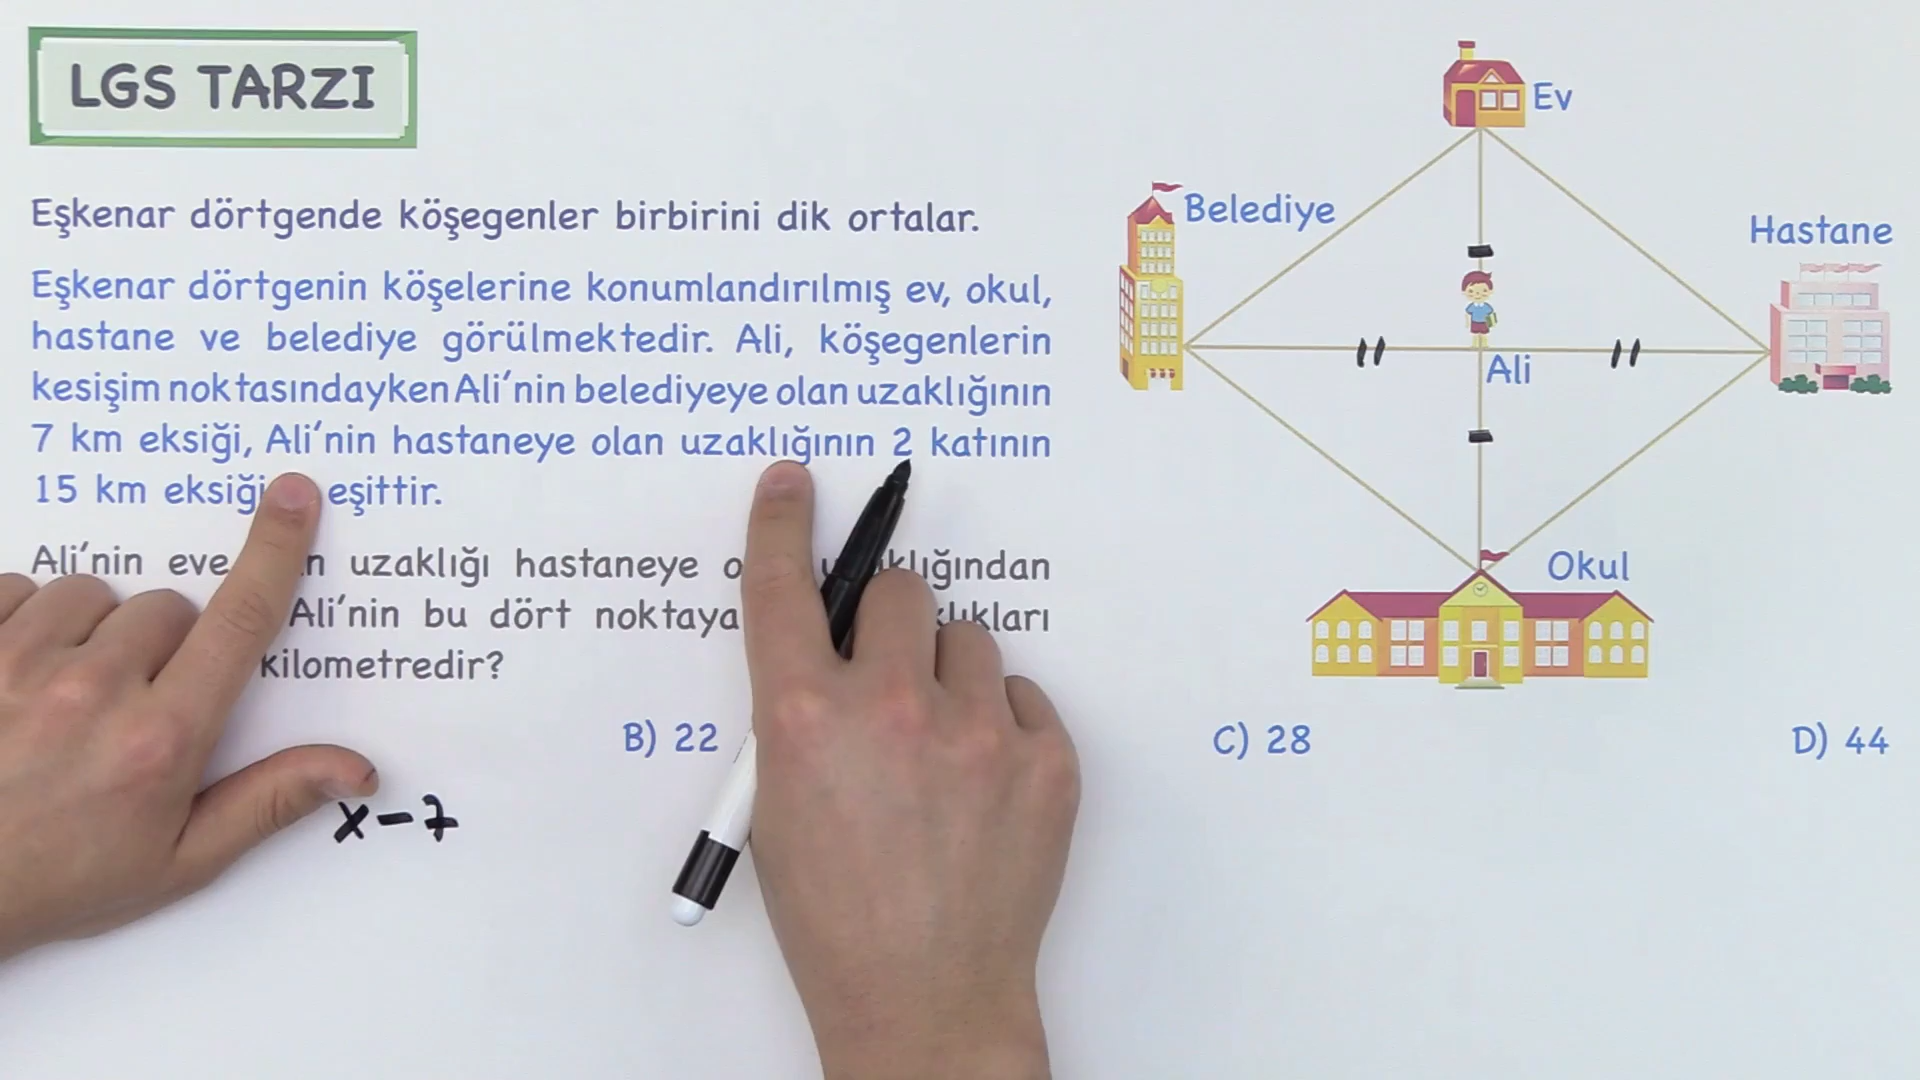 LGS TARZI
Eşkenar dörtgende köşegenler birbirini dik ortalar.
Eşkenar dörtgenin köşelerine konumlandırılmış ev, okul,
hastane ve belediye görülmektedir. Ali, köşegenlerin
kesişim noktasındayken Ali'nin belediyeye olan uzaklığının
7 km eksiği, Ali'nin hastaneye olan uzaklığının 2 katının
15 km eşittir.
Ali'nin eve uzaklığı hastaneye
Ali'nin bu dört noktaya
kilometredir?
B) 22
C) 28
D) 44
x-7
Ev
Belediye
Hastane
Ali
Okul